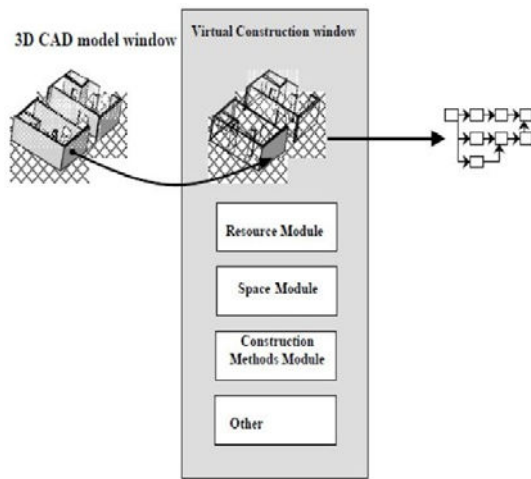 3D CAD model window
Virtual Construction window
Resource Module
Space Module
Construction
Methods Module
Other